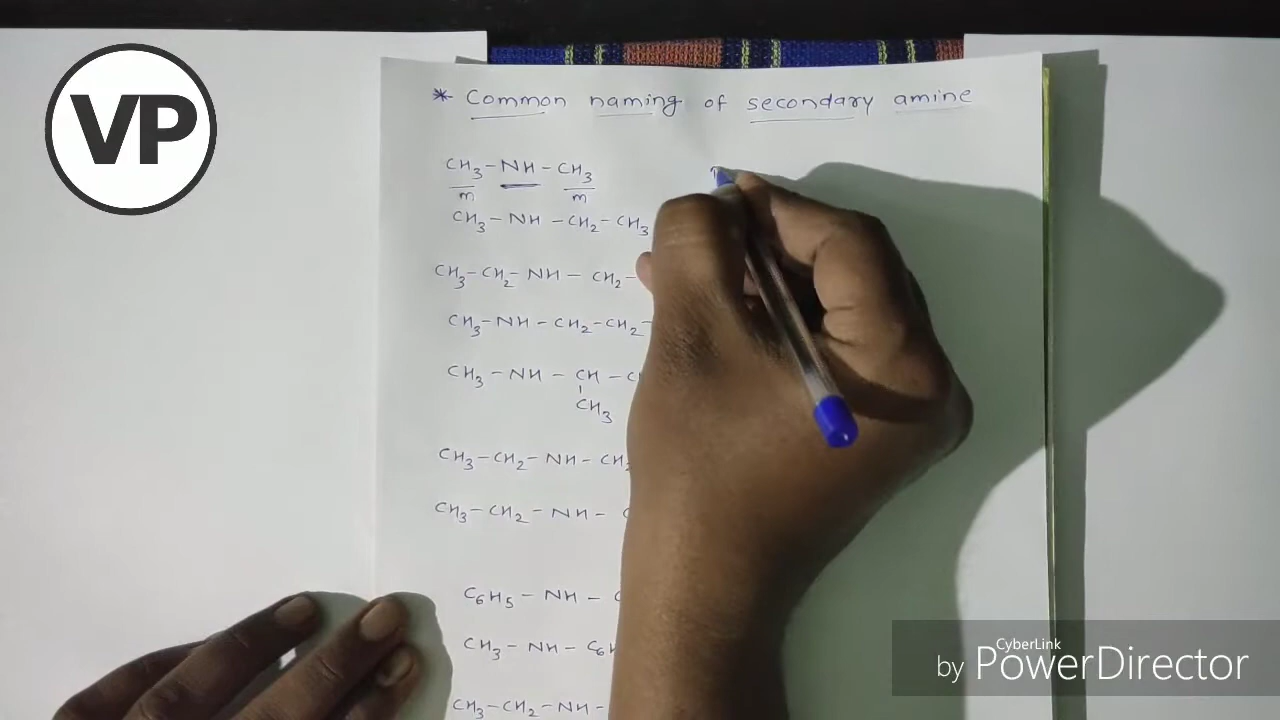 VP
* Common naming of secondary amine
CH3-NH-CH3
m m
CH3-NH-CH2-CH3
CH3-CH2-NH-CH2-
CH3-NH-CH2-CH2-
CH3-NH-CH-
CH3
CH3-CH2-NH-CH2
CH3-CH2-NH-
C6H5-NH-
CH3-NH-C6H
CH3-CH2-NH-
CyberLink
by PowerDirector